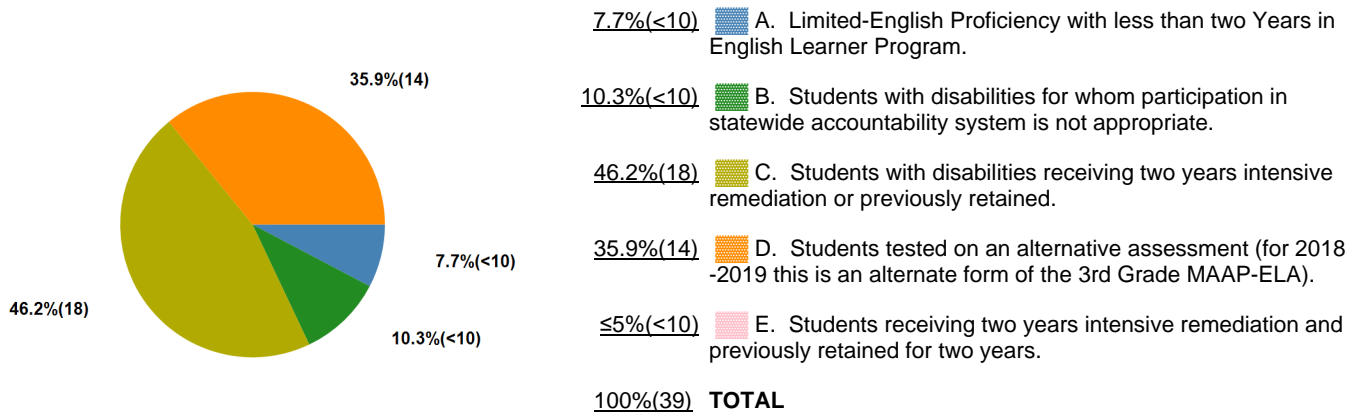 35.9%(14)
7.7%(<10)
46.2%(18)
10.3%(<10)
7.7%(<10) A. Limited-English Proficiency with less than two Years in
English Learner Program.
10.3%(<10) B. Students with disabilities for whom participation in
statewide accountability system is not appropriate.
46.2%(18) C. Students with disabilities receiving two years intensive
remediation or previously retained.
35.9%(14) D. Students tested on an alternative assessment (for 2018
-2019 this is an alternate form of the 3rd Grade MAAP-ELA).
≤5%(<10) E. Students receiving two years intensive remediation and
previously retained for two years.
100%(39) TOTAL